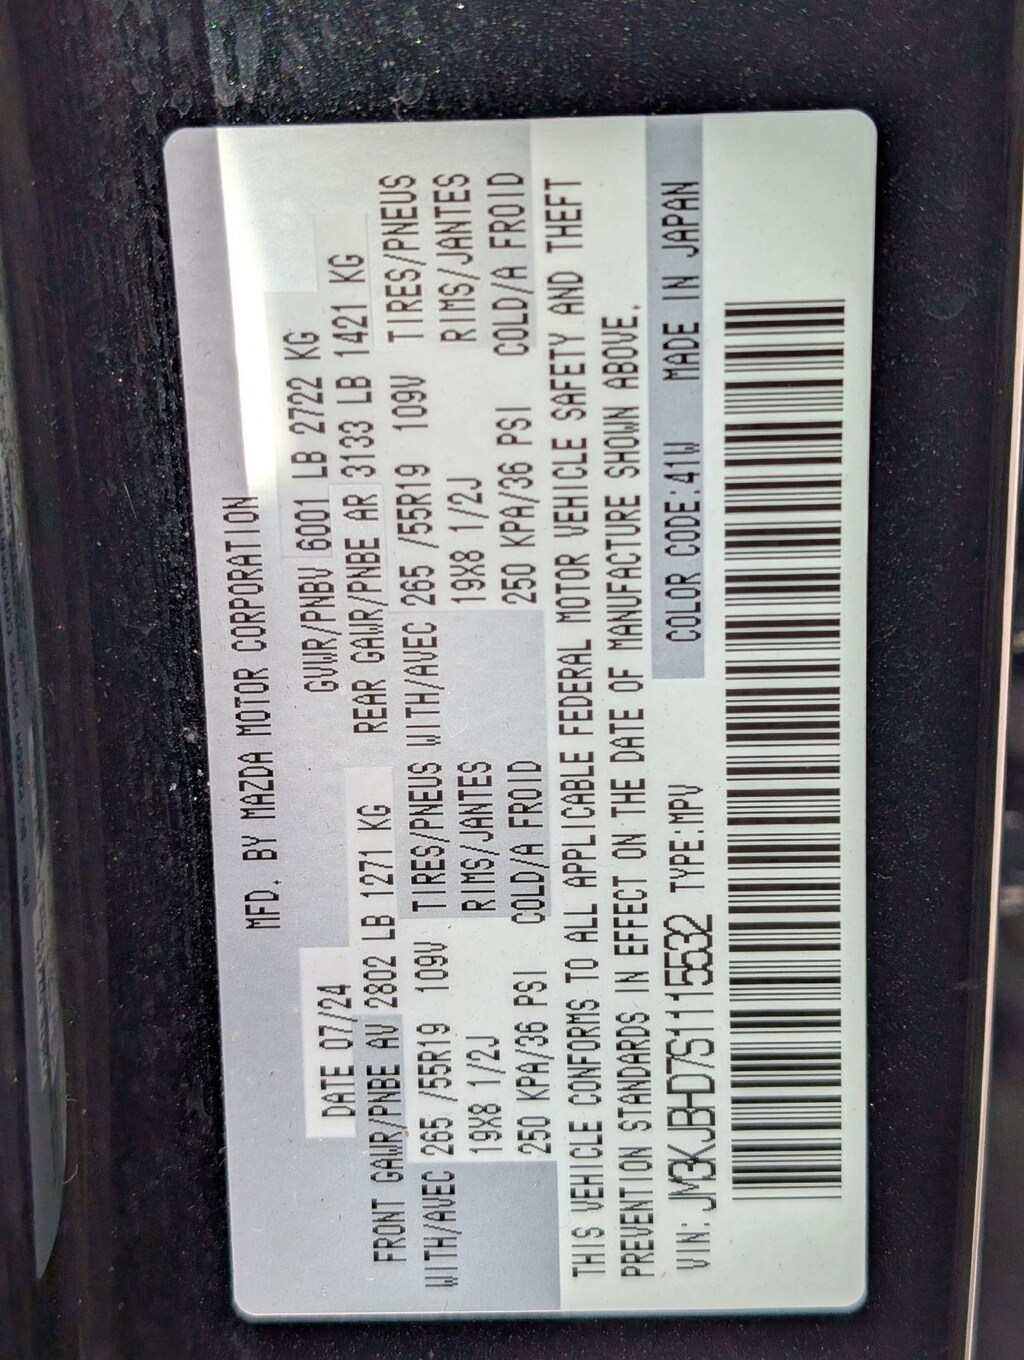 MFD. BY MAZDA MOTOR CORPORATION
DATE 07/24 GVWR/PNBV 6001 LB 2722 KG
FRONT GAWR/PNBE AV 2802 LB 1271 KG REAR GAWR/PNBE AR 3133 LB 1421 KG
WITH/AVEC 265 /55R19 109V TIRES/PNEUS WITH/AVEC 265 /55R19 109V TIRES/PNEUS
19X8 1/2J RIMS/JANTES 19X8 1/2J RIMS/JANTES
250 KPA/36 PSI COLD/A FROID 250 KPA/36 PSI COLD/A FROID
THIS VEHICLE CONFORMS TO ALL APPLICABLE FEDERAL MOTOR VEHICLE SAFETY AND THEFT
PREVENTION STANDARDS IN EFFECT ON THE DATE OF MANUFACTURE SHOWN ABOVE.
VIN: JM3KJBHD7S1115532 TYPE:MPV COLOR CODE:41W MADE IN JAPAN